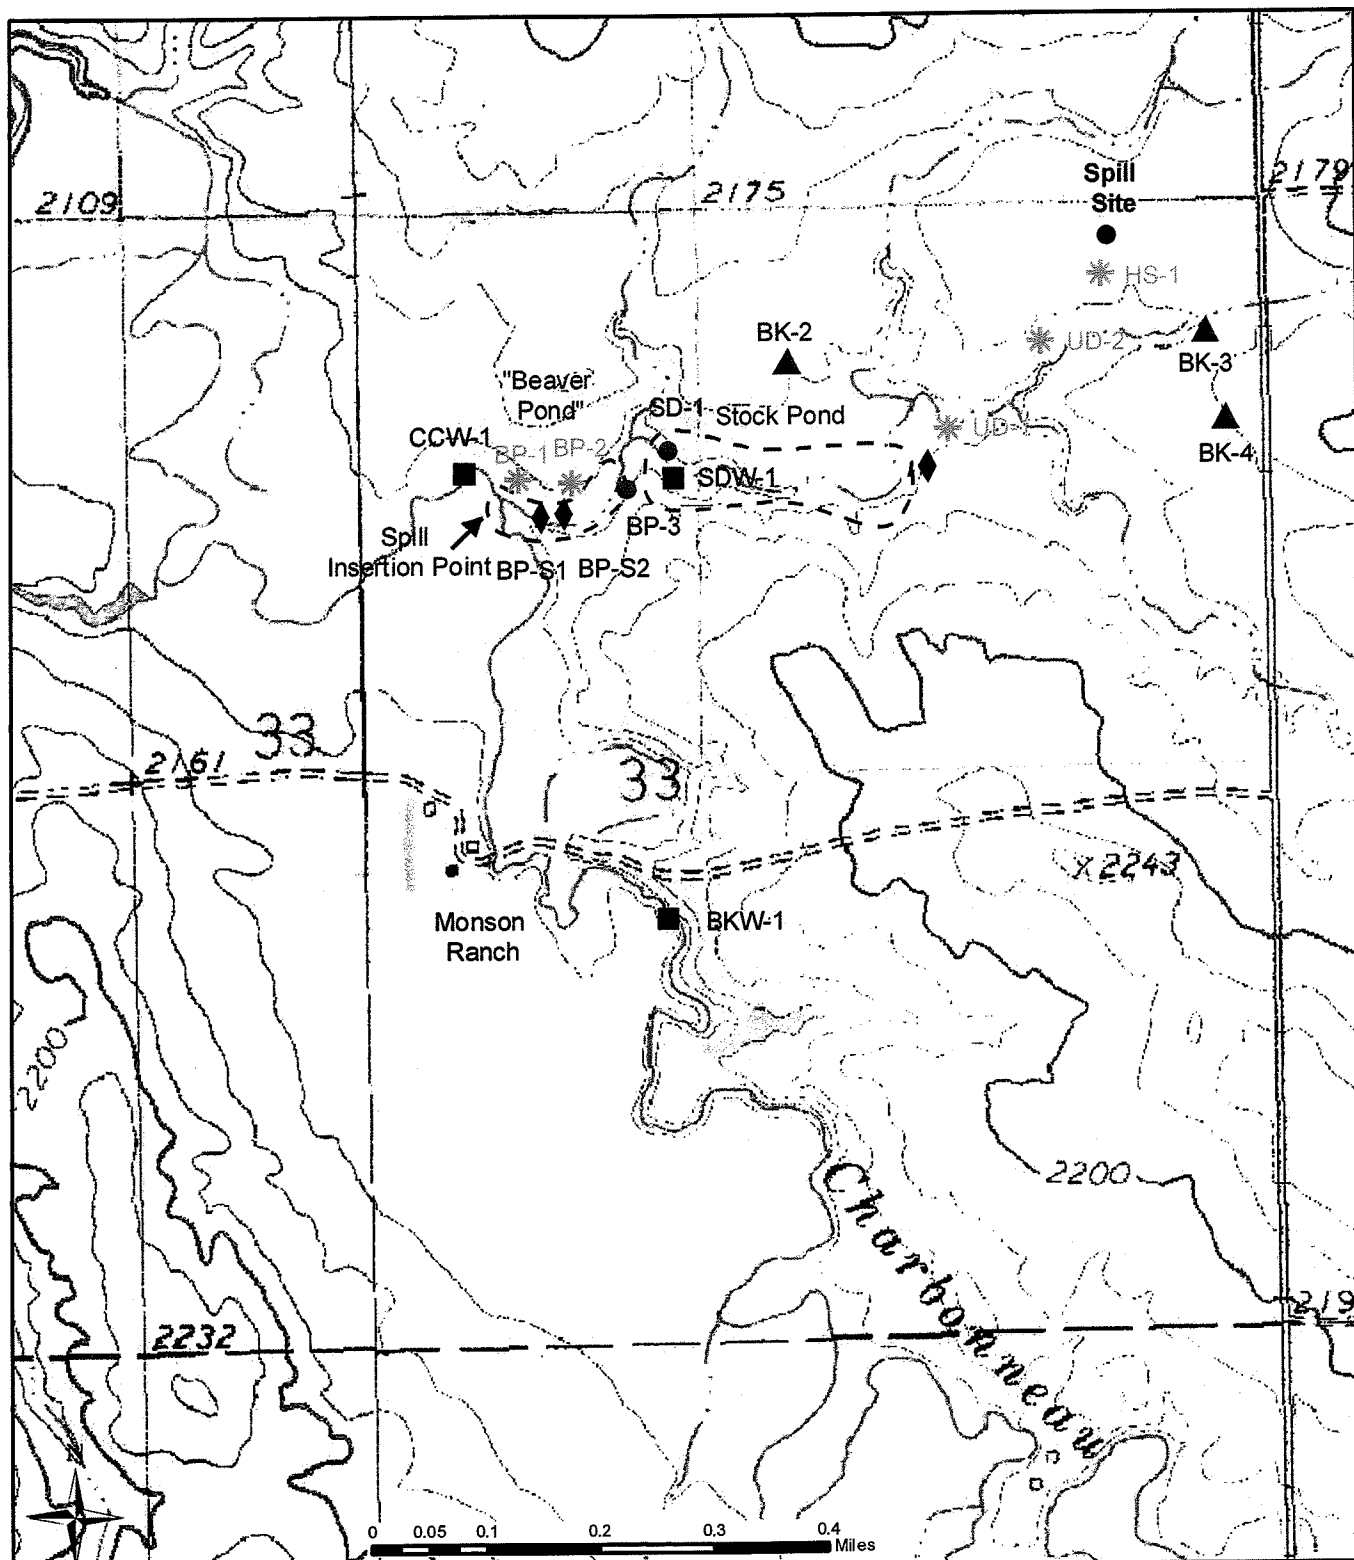 Spill
Site
2179
2109
2175
HS-1
UD-2
BK-2
BK-3
"Beaver
Pond"
SD-1
Stock Pond
UD-1
BK-4
CCW-1
BP-1
BP-2
SDW-1
BP-3
Spill
Insertion Point
BP-S1
BP-S2
33
2161
33
X2243
Monson
Ranch
BKW-1
2200
2200
Charbonneau
219
2232
0
0.05
0.1
0.2
0.3
0.4
Miles